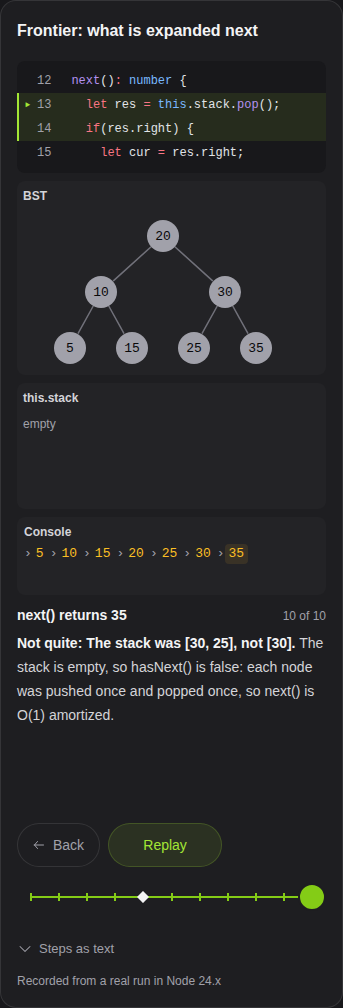 Frontier: what is expanded next
12 next(): number {
▸ 13 let res = this.stack.pop();
14 if(res.right) {
15 let cur = res.right;
BST
20
10 30
5 15 25 35
this.stack
empty
Console
› 5 › 10 › 15 › 20 › 25 › 30 › 35
next() returns 35 10 of 10
Not quite: The stack was [30, 25], not [30]. The
stack is empty, so hasNext() is false: each node
was pushed once and popped once, so next() is
O(1) amortized.
← Back Replay
Steps as text
Recorded from a real run in Node 24.x